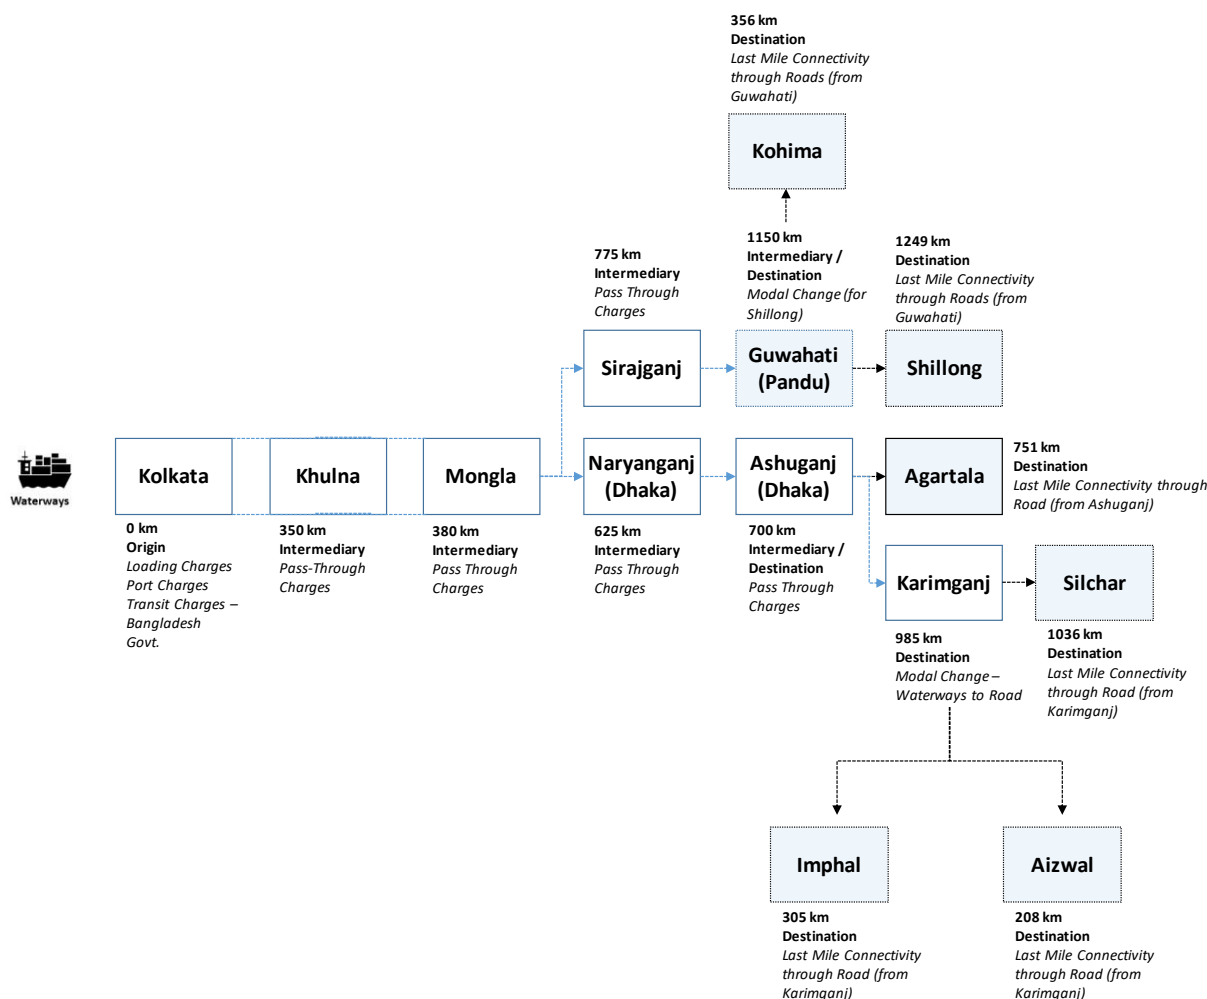 356 km
Destination
Last Mile Connectivity
through Roads (from
Guwahati)
Kohima
775 km
Intermediary
Pass Through
Charges
1150 km
Intermediary /
Destination
Modal Change (for
Shillong)
1249 km
Destination
Last Mile Connectivity
through Roads (from
Guwahati)
Sirajganj
Guwahati
(Pandu)
Shillong
Waterways
Kolkata
Khulna
Mongla
Naryanganj
(Dhaka)
Ashuganj
(Dhaka)
Agartala
751 km
Destination
Last Mile Connectivity through
Road (from Ashuganj)
0 km
Origin
Loading Charges
Port Charges
Transit Charges –
Bangladesh
Govt.
350 km
Intermediary
Pass-Through
Charges
380 km
Intermediary
Pass Through
Charges
625 km
Intermediary
Pass Through
Charges
700 km
Intermediary /
Destination
Pass Through
Charges
Karimganj
Silchar
985 km
Destination
Modal Change –
Waterways to Road
1036 km
Destination
Last Mile Connectivity
through Road (from
Karimganj)
Imphal
Aizwal
305 km
Destination
Last Mile Connectivity
through Road (from
Karimganj)
208 km
Destination
Last Mile Connectivity
through Road (from
Karimganj)